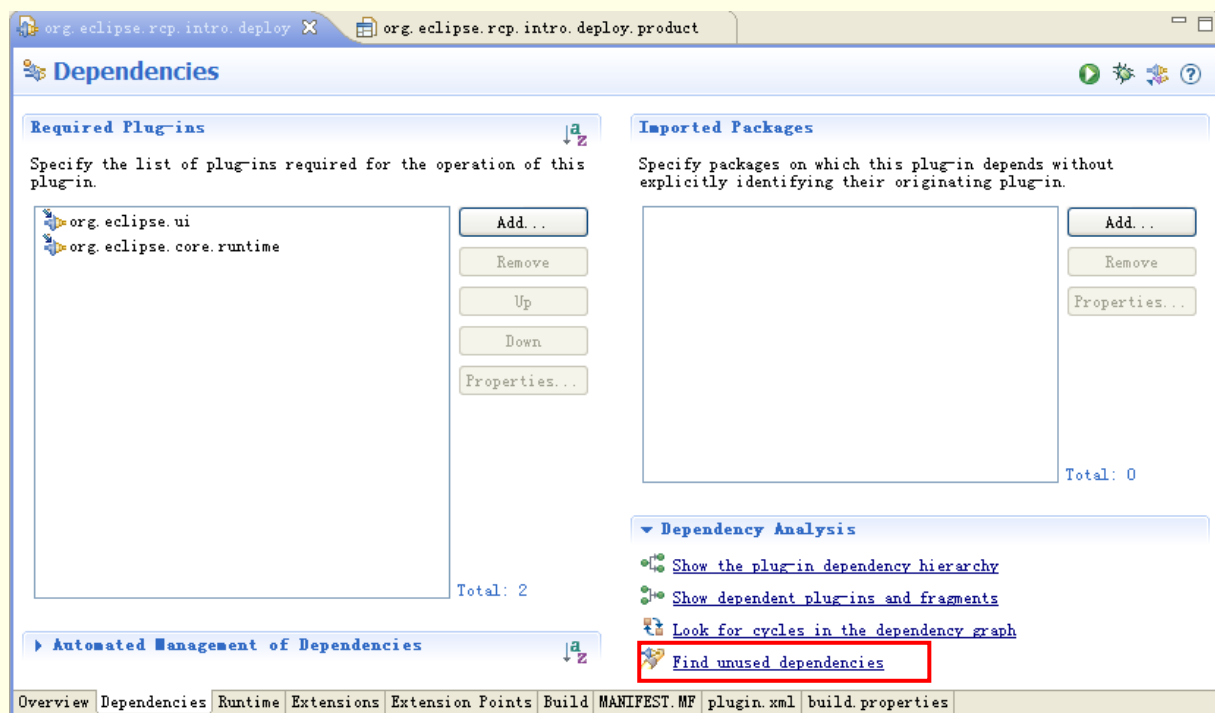 org.eclipse.rcp.intro.deploy
org.eclipse.rcp.intro.deploy.product
Dependencies
Required Plug-ins
Specify the list of plug-ins required for the operation of this
plug-in.
org.eclipse.ui
org.eclipse.core.runtime
Add...
Remove
Up
Down
Properties...
Total: 2
Automated Management of Dependencies
Imported Packages
Specify packages on which this plug-in depends without
explicitly identifying their originating plug-in.
Add...
Remove
Properties...
Total: 0
Dependency Analysis
Show the plug-in dependency hierarchy
Show dependent plug-ins and fragments
Look for cycles in the dependency graph
Find unused dependencies
Overview Dependencies Runtime Extensions Extension Points Build MANIFEST.MF plugin.xml build.properties